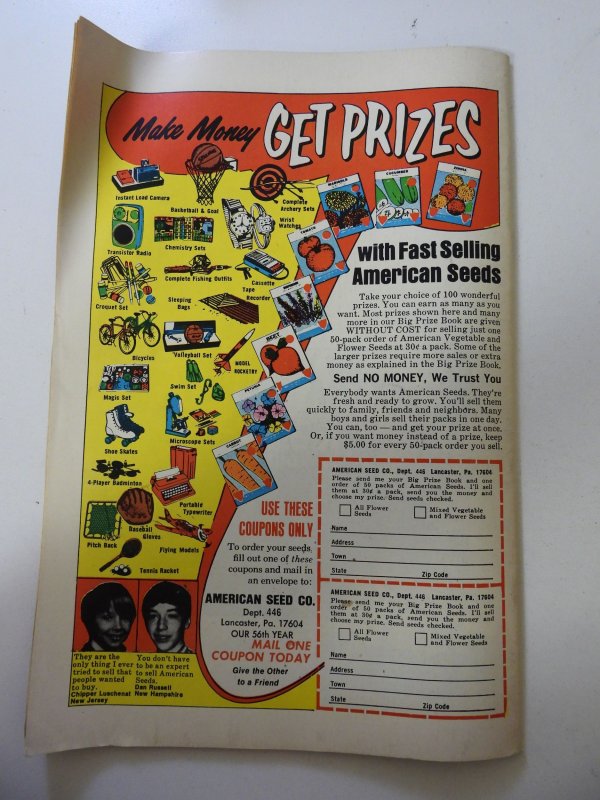 Make Money GET PRIZES
Instant Load Camera
Basketball & Goal
Complete
Archery Sets
Wrist
Watches
Transistor Radio
Chemistry Sets
Complete Fishing Outfits
Cassette
Tape
Recorder
Croquet Set
Sleeping
Bags
Bicycles
Volleyball Set
MODEL
ROCKETRY
Magic Set
Swim Set
Shoe Skates
Microscope Sets
4-Player Badminton
Portable
Typewriter
Baseball
Gloves
Pitch Back
Flying Models
Tennis Racket
MARIGOLD
CUCUMBER
ZINNIA
TOMATO
BEET
PETUNIA
CARROT
with Fast Selling
American Seeds
Take your choice of 100 wonderful
prizes. You can earn as many as you
want. Most prizes shown here and many
more in our Big Prize Book are given
WITHOUT COST for selling just one
50-pack order of American Vegetable and
Flower Seeds at 30¢ a pack. Some of the
larger prizes require more sales or extra
money as explained in the Big Prize Book.
Send NO MONEY, We Trust You
Everybody wants American Seeds. They're
fresh and ready to grow. You'll sell them
quickly to family, friends and neighbors. Many
boys and girls sell their packs in one day.
You can, too — and get your prize at once.
Or, if you want money instead of a prize, keep
$5.00 for every 50-pack order you sell.
USE THESE
COUPONS ONLY
To order your seeds,
fill out one of these
coupons and mail in
an envelope to:
AMERICAN SEED CO.
Dept. 446
Lancaster, Pa. 17604
OUR 56th YEAR
MAIL ONE
COUPON TODAY
Give the Other
to a Friend
They are the
only thing I ever
tried to sell that
people wanted
to buy.
Chipper Luschenat
New Jersey
You don't have
to be an expert
to sell American
Seeds.
Dan Russell
New Hampshire
AMERICAN SEED CO., Dept. 446 Lancaster, Pa. 17604
Please send me your Big Prize Book and one
order of 50 packs of American Seeds. I'll sell
them at 30¢ a pack, send you the money and
choose my prize. Send seeds checked.
All Flower
Seeds
Mixed Vegetable
and Flower Seeds
Name
Address
Town
State Zip Code
AMERICAN SEED CO., Dept. 446 Lancaster, Pa. 17604
Please send me your Big Prize Book and one
order of 50 packs of American Seeds. I'll sell
them at 30¢ a pack, send you the money and
choose my prize. Send seeds checked.
All Flower
Seeds
Mixed Vegetable
and Flower Seeds
Name
Address
Town
State Zip Code